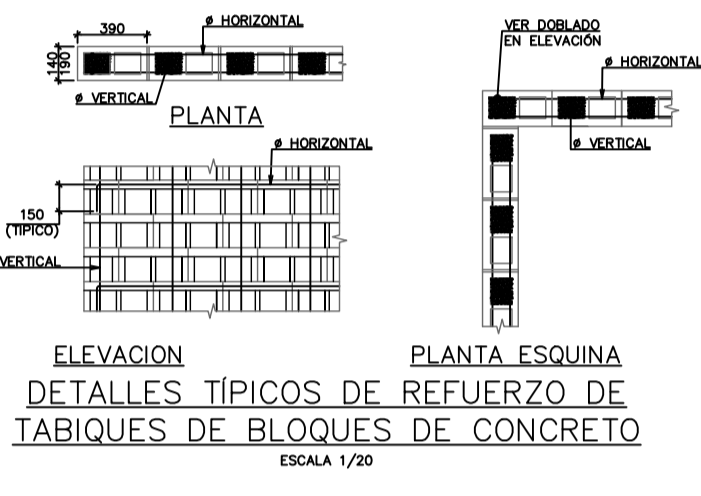 390
ø HORIZONTAL
140
190
ø VERTICAL
PLANTA
ø HORIZONTAL
150
(TIPICO)
VERTICAL
ELEVACION
VER DOBLADO
EN ELEVACIÓN
ø HORIZONTAL
ø VERTICAL
PLANTA ESQUINA
DETALLES TÍPICOS DE REFUERZO DE
TABIQUES DE BLOQUES DE CONCRETO
ESCALA 1/20